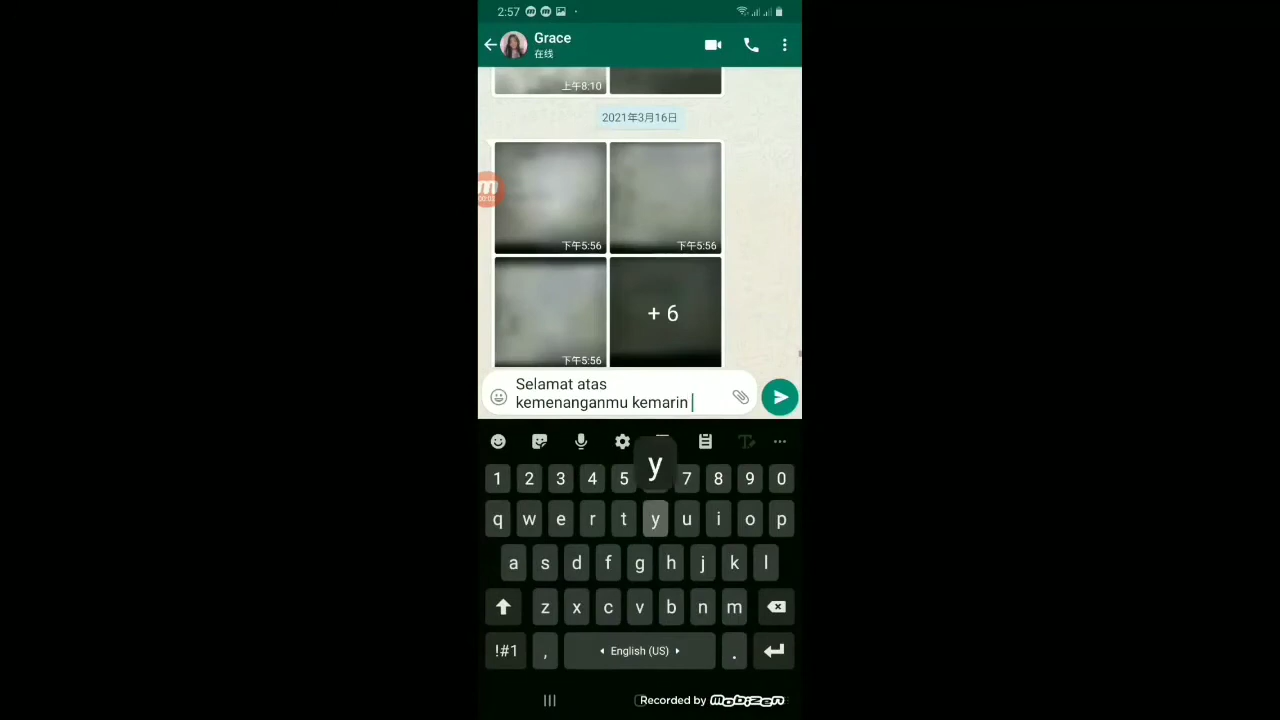 2:57
Grace
在线
上午8:10
2021年3月16日
下午5:56
下午5:56
下午5:56
+ 6
00:03
Selamat atas
kemenanganmu kemarin
y
1 2 3 4 5 7 8 9 0
q w e r t y u i o p
a s d f g h j k l
z x c v b n m
!#1 , English (US) .
Recorded by mobizen